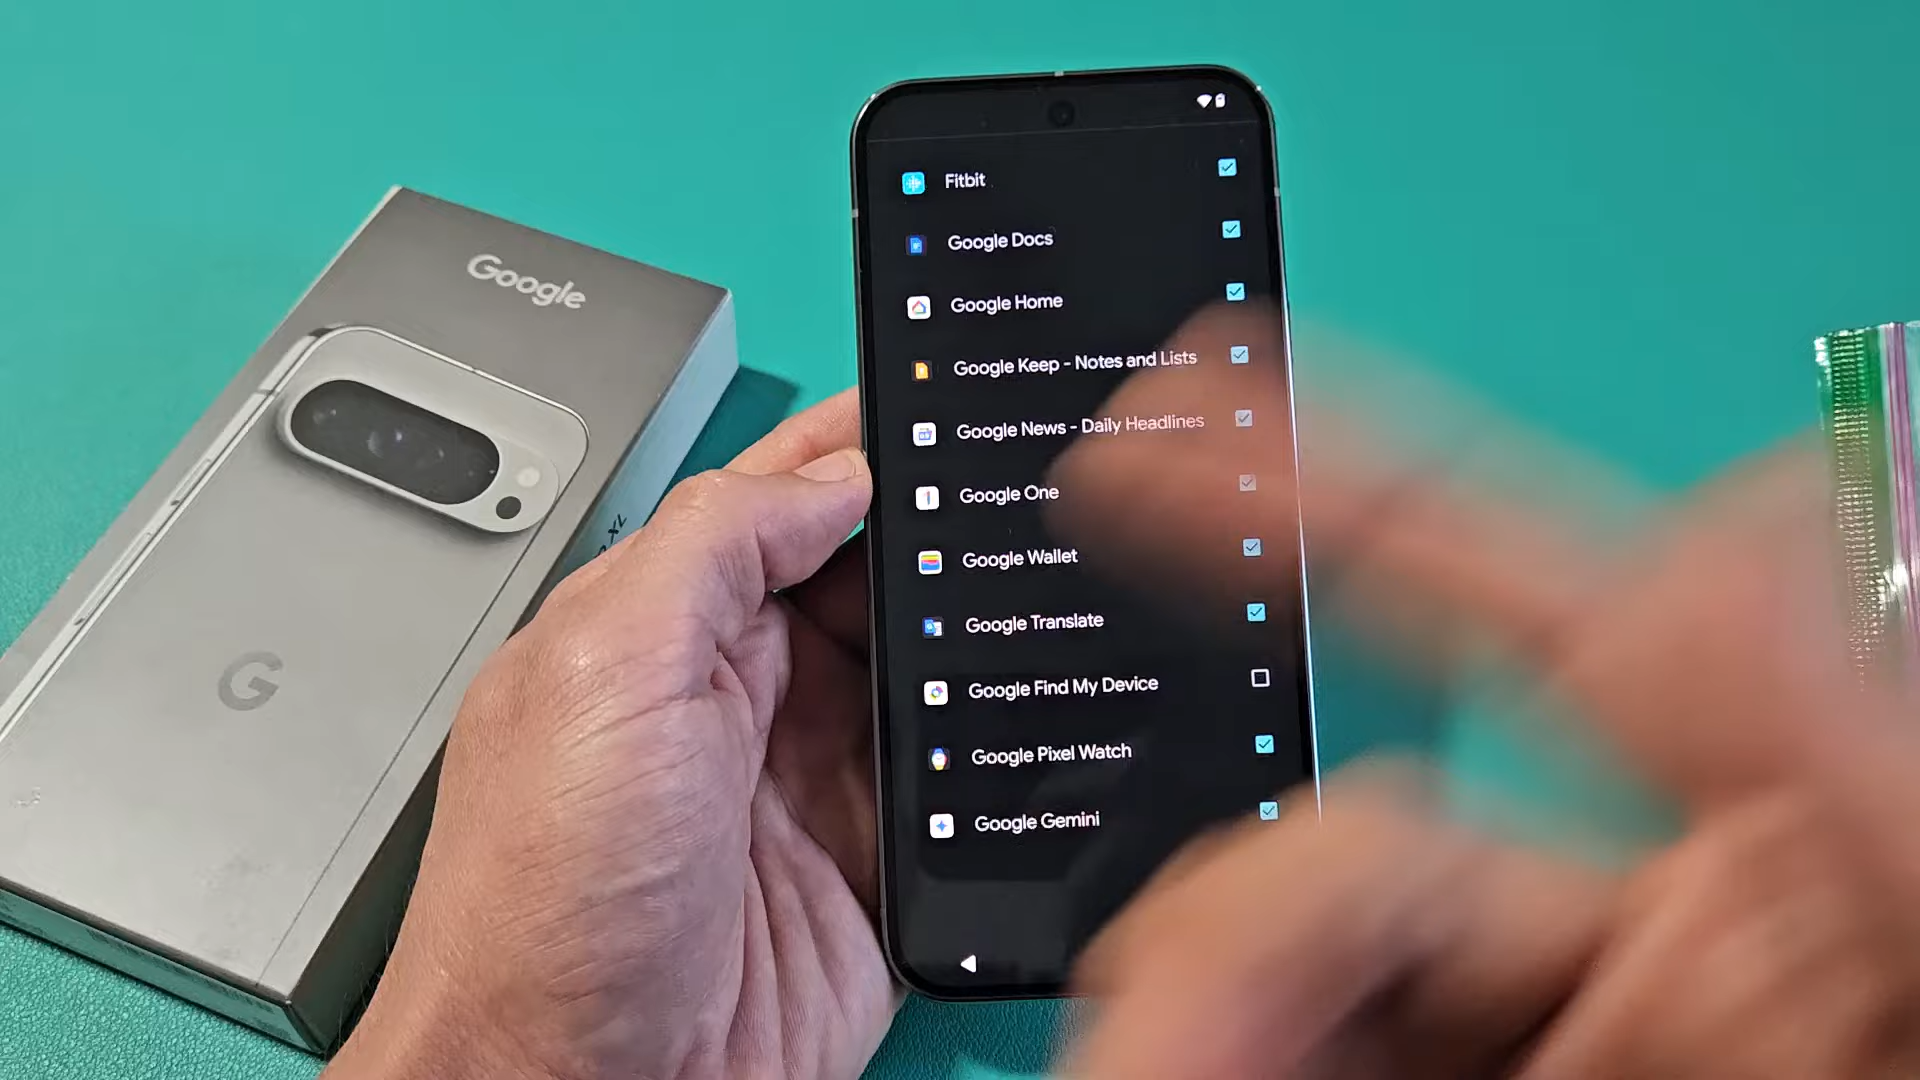 Google
G
XL
Fitbit
Google Docs
Google Home
Google Keep - Notes and Lists
Google News - Daily Headlines
Google One
Google Wallet
Google Translate
Google Find My Device
Google Pixel Watch
Google Gemini